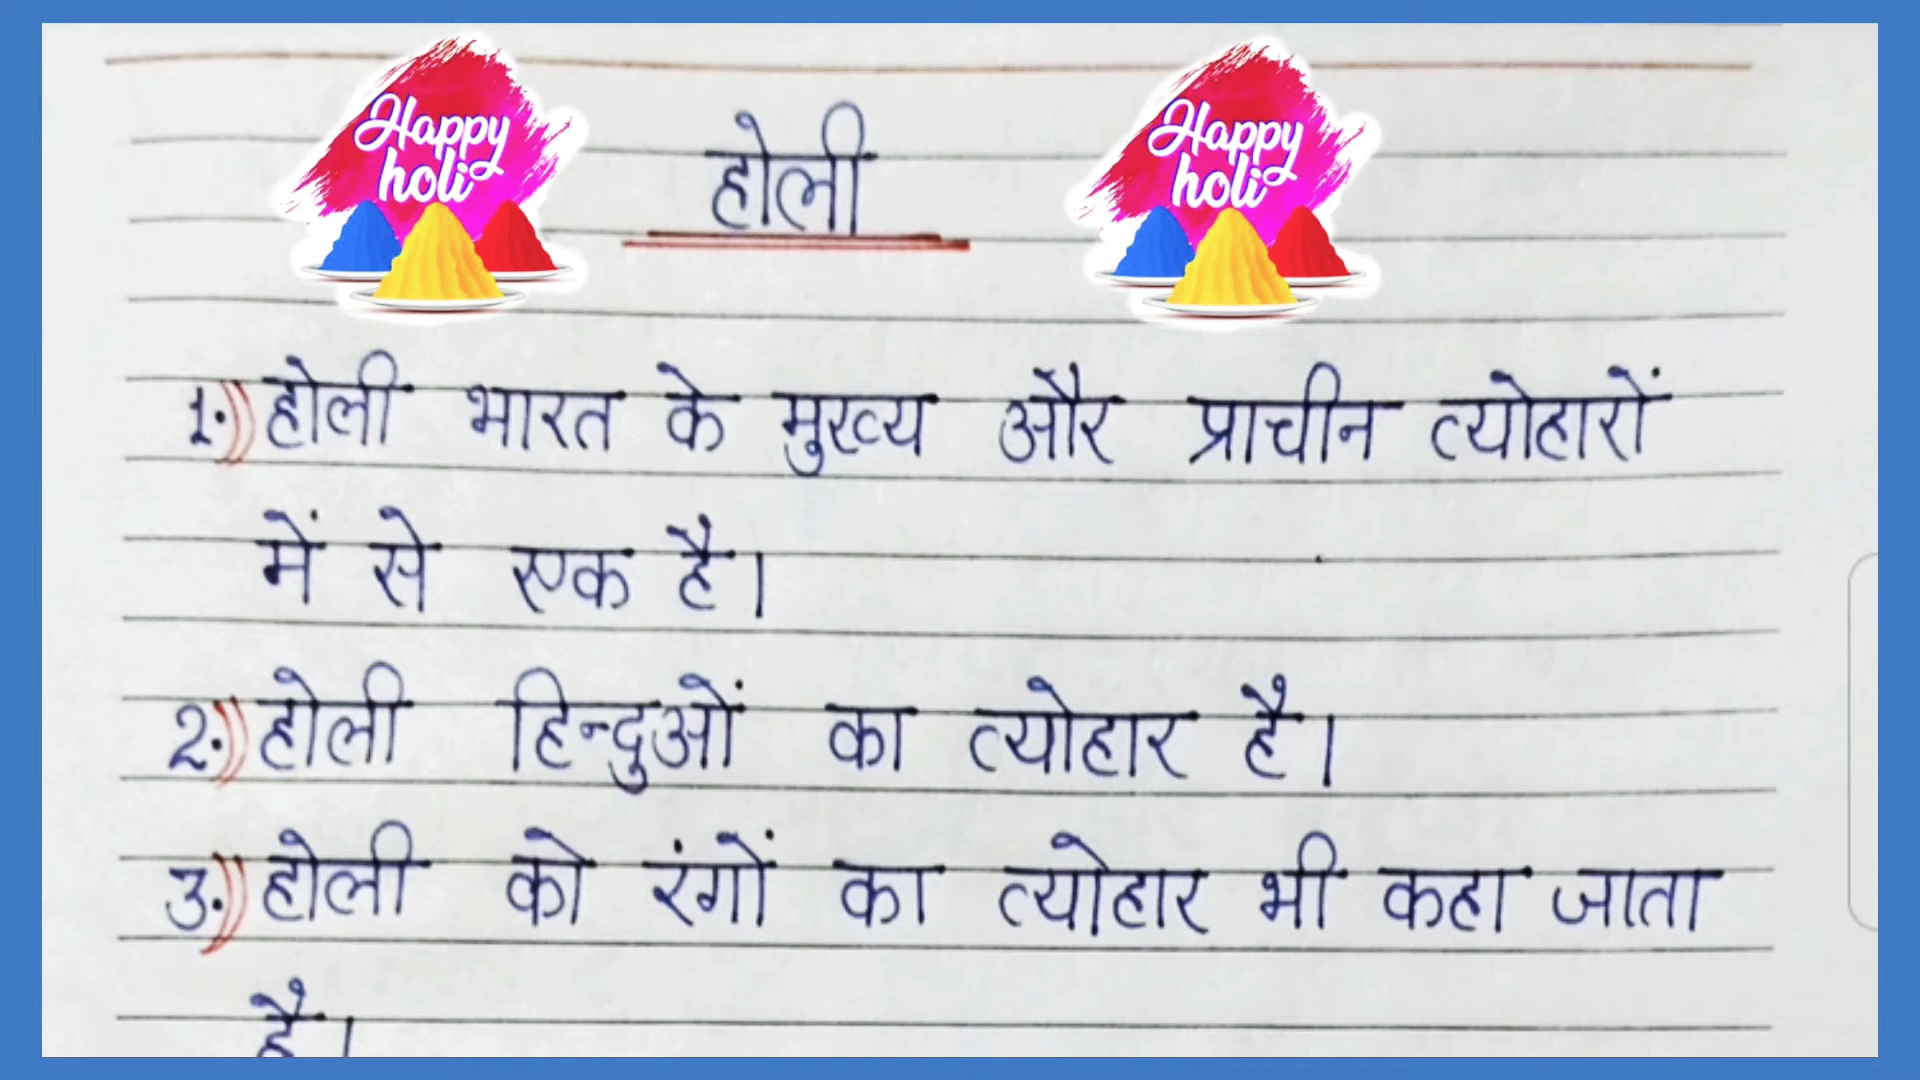 Happy
holi
होली
Happy
holi
1.) होली भारत के मुख्य और प्राचीन त्योहारों
में से एक है।
2.) होली हिन्दुओं का त्योहार है।
3.) होली को रंगों का त्योहार भी कहा जाता
है।